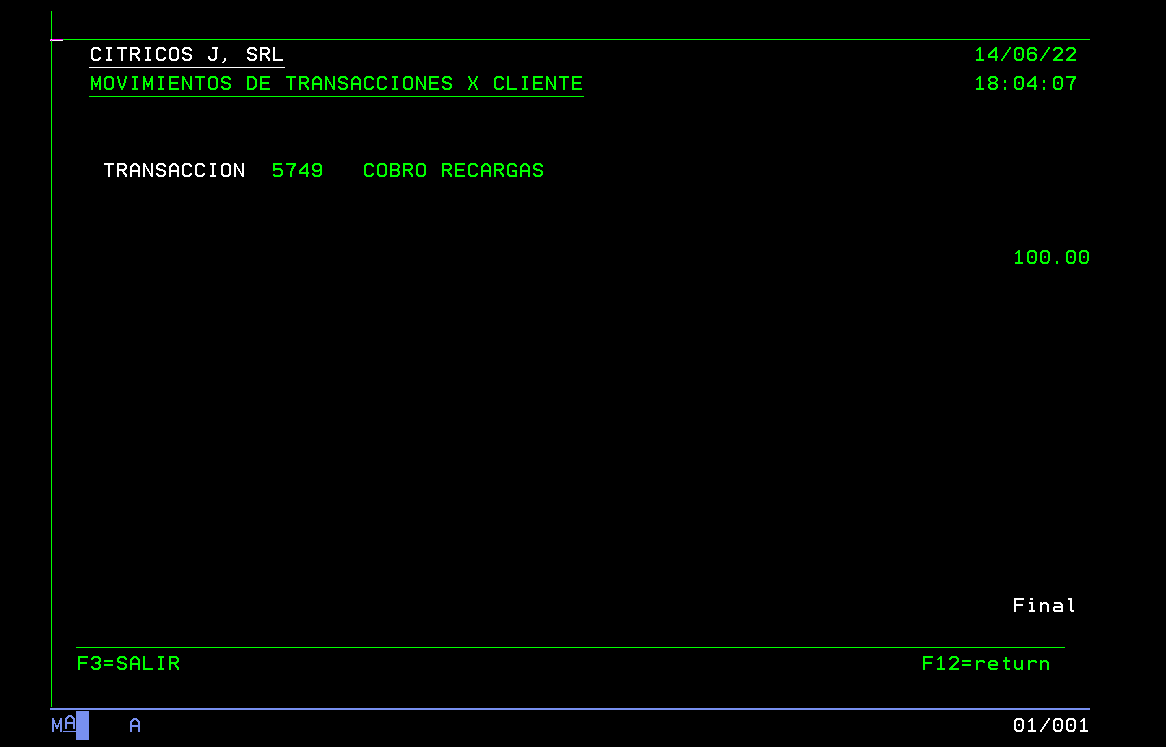 CITRICOS J, SRL 14/06/22
MOVIMIENTOS DE TRANSACCIONES X CLIENTE 18:04:07
TRANSACCION 5749 COBRO RECARGAS
100.00
Final
F3=SALIR F12=return
MA A 01/001